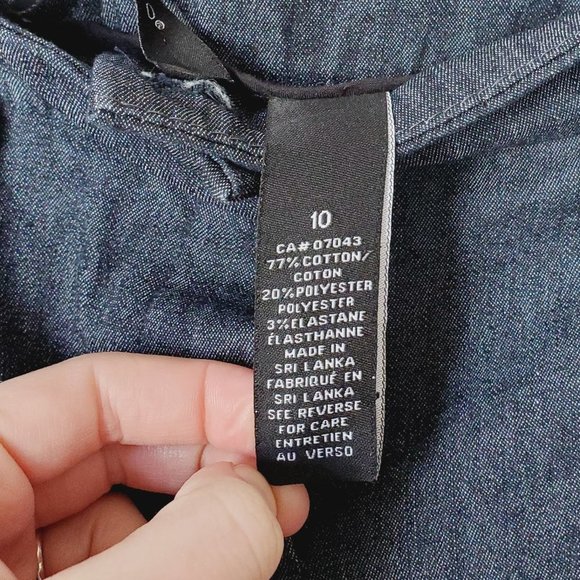 10
CA# 07043
77% COTTON/
COTON
20% POLYESTER
POLYESTER
3% ELASTANE
ÉLASTHANNE
MADE IN
SRI LANKA
FABRIQUÉ EN
SRI LANKA
SEE REVERSE
FOR CARE
ENTRETIEN
AU VERSO